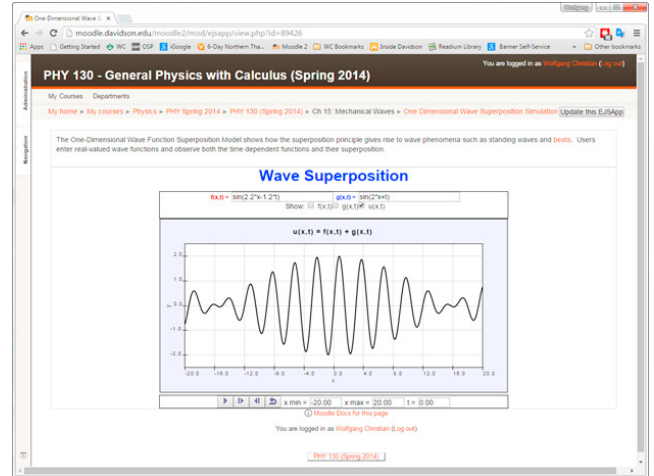 One Dimensional Wave S
Wolfgang
moodle.davidson.edu/moodle2/mod/ejsapp/view.php?id=89426
Apps Getting Started WC OSP iGoogle 6-Day Northern Tha... Moodle 2 WC Bookmarks Inside Davidson Readium Library Banner Self-Service » Other bookmarks
You are logged in as Wolfgang Christian (Log out)
PHY 130 - General Physics with Calculus (Spring 2014)
Administration
My Courses Departments
My home ► My courses ► Physics ► PHY Spring 2014 ► PHY 130 (Spring 2014) ► Ch 15: Mechanical Waves ► One Dimensional Wave Superposition Simulation Update this EJSApp
Navigation
The One-Dimensional Wave Function Superposition Model shows how the superposition principle gives rise to wave phenomena such as standing waves and beats. Users
enter real-valued wave functions and observe both the time dependent functions and their superposition.
Wave Superposition
f(x,t) = sin(2.2*x-1.2*t) g(x,t) = sin(2*x+t)
Show: f(x,t) g(x,t) u(x,t)
u(x,t) = f(x,t) + g(x,t)
2.0
1.0
y 0.0
-1.0
-2.0
-20.0 -16.0 -12.0 -8.0 -4.0 0.0 4.0 8.0 12.0 16.0 20.0
x
x min = -20.00 x max = 20.00 t = 0.00
Moodle Docs for this page
You are logged in as Wolfgang Christian (Log out)
PHY 130 (Spring 2014)